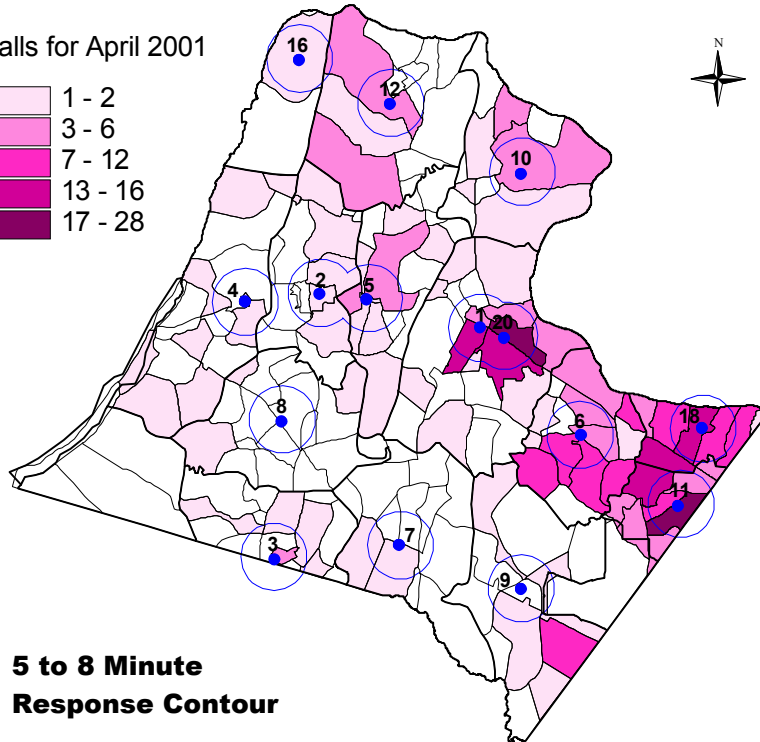 alls for April 2001
1 - 2
3 - 6
7 - 12
13 - 16
17 - 28
N
16
12
10
4
2
5
1
20
8
6
18
11
3
7
9
5 to 8 Minute
Response Contour